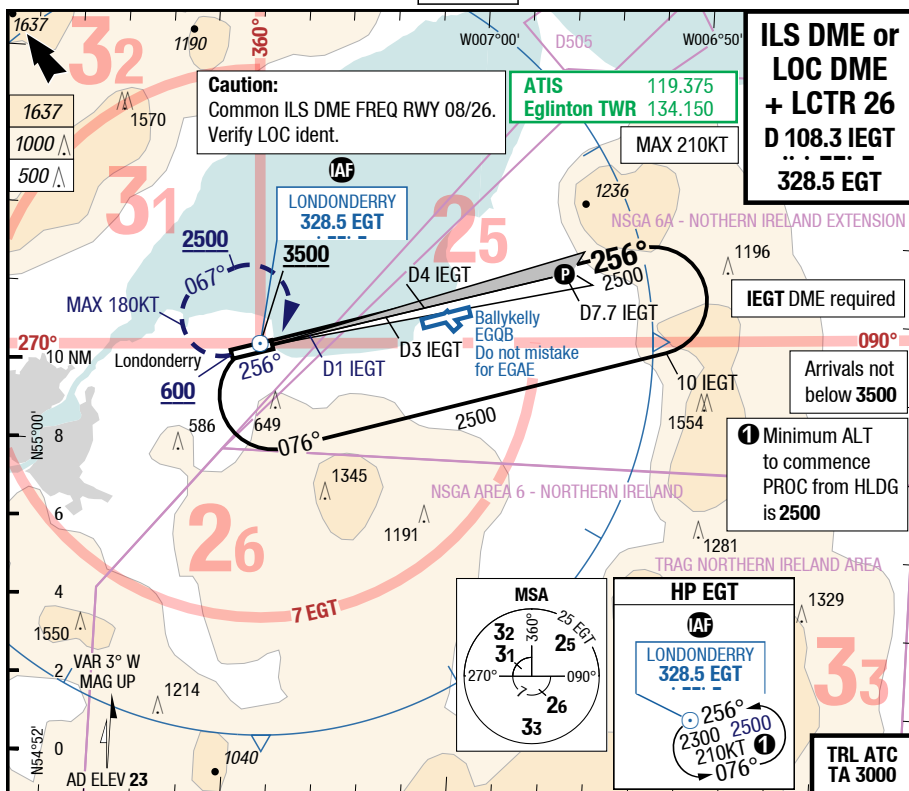 1637
32
1190
360°
W007°00'
D505
W006°50'
ILS DME or
LOC DME
+ LCTR 26
D 108.3 IEGT
328.5 EGT
Caution:
Common ILS DME FREQ RWY 08/26.
Verify LOC ident.
ATIS 119.375
Eglinton TWR 134.150
MAX 210KT
1637
1000
500
1570
31
IAF
LONDONDERRY
328.5 EGT
25
1236
NSGA 6A - NOTHERN IRELAND EXTENSION
2500
067°
3500
MAX 180KT
D4 IEGT
P
256°
2500
1196
D7.7 IEGT
IEGT DME required
Ballykelly
EGQB
Do not mistake
for EGAE
270°
090°
10 NM
Londonderry
256°
D1 IEGT
D3 IEGT
600
10 IEGT
Arrivals not
below 3500
1554
586
649
2500
076°
N55°00'
8
1 Minimum ALT
to commence
PROC from HLDG
is 2500
1345
NSGA AREA 6 - NORTHERN IRELAND
6
26
1191
1281
TRAG NORTHERN IRELAND AREA
4
7 EGT
MSA
25 EGT
360°
32
31
25
270°
090°
7
26
33
HP EGT
IAF
LONDONDERRY
328.5 EGT
256°
2300 2500
210KT 1
076°
1329
33
1550
VAR 3° W
MAG UP
2
1214
1040
N54°52'
0
AD ELEV 23
TRL ATC
TA 3000